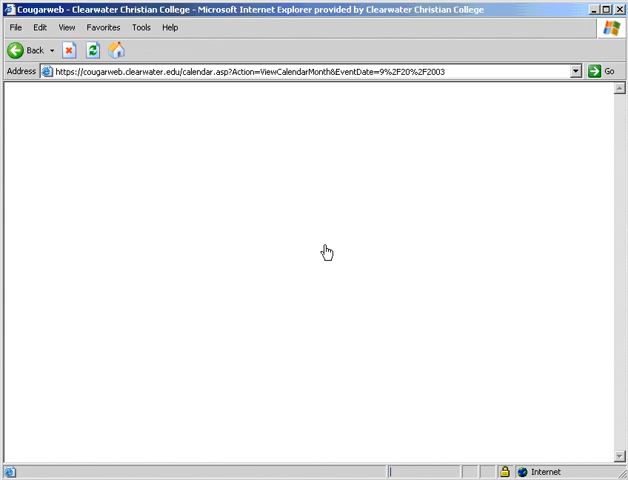 Cougarweb - Clearwater Christian College - Microsoft Internet Explorer provided by Clearwater Christian College
File Edit View Favorites Tools Help
Back
Address https://cougarweb.clearwater.edu/calendar.asp?Action=ViewCalendarMonth&EventDate=9%2F20%2F2003 Go
Internet